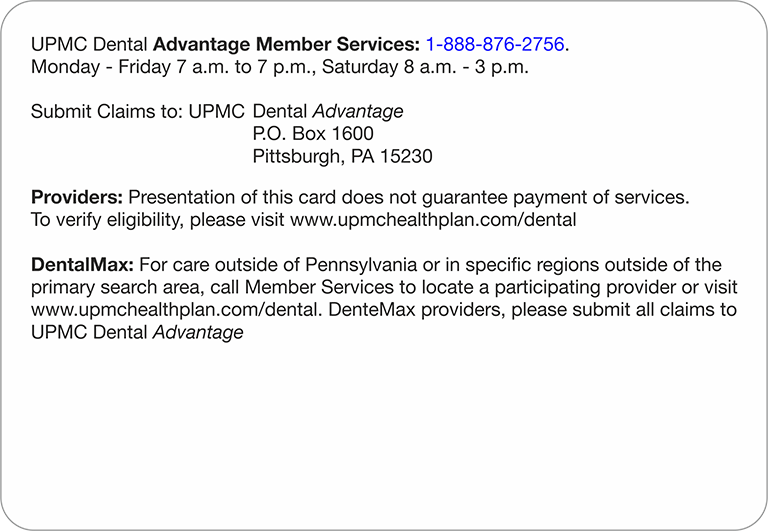 UPMC Dental Advantage Member Services: 1-888-876-2756.
Monday - Friday 7 a.m. to 7 p.m., Saturday 8 a.m. - 3 p.m.
Submit Claims to: UPMC Dental Advantage
P.O. Box 1600
Pittsburgh, PA 15230
Providers: Presentation of this card does not guarantee payment of services.
To verify eligibility, please visit www.upmchealthplan.com/dental
DentalMax: For care outside of Pennsylvania or in specific regions outside of the
primary search area, call Member Services to locate a participating provider or visit
www.upmchealthplan.com/dental. DenteMax providers, please submit all claims to
UPMC Dental Advantage